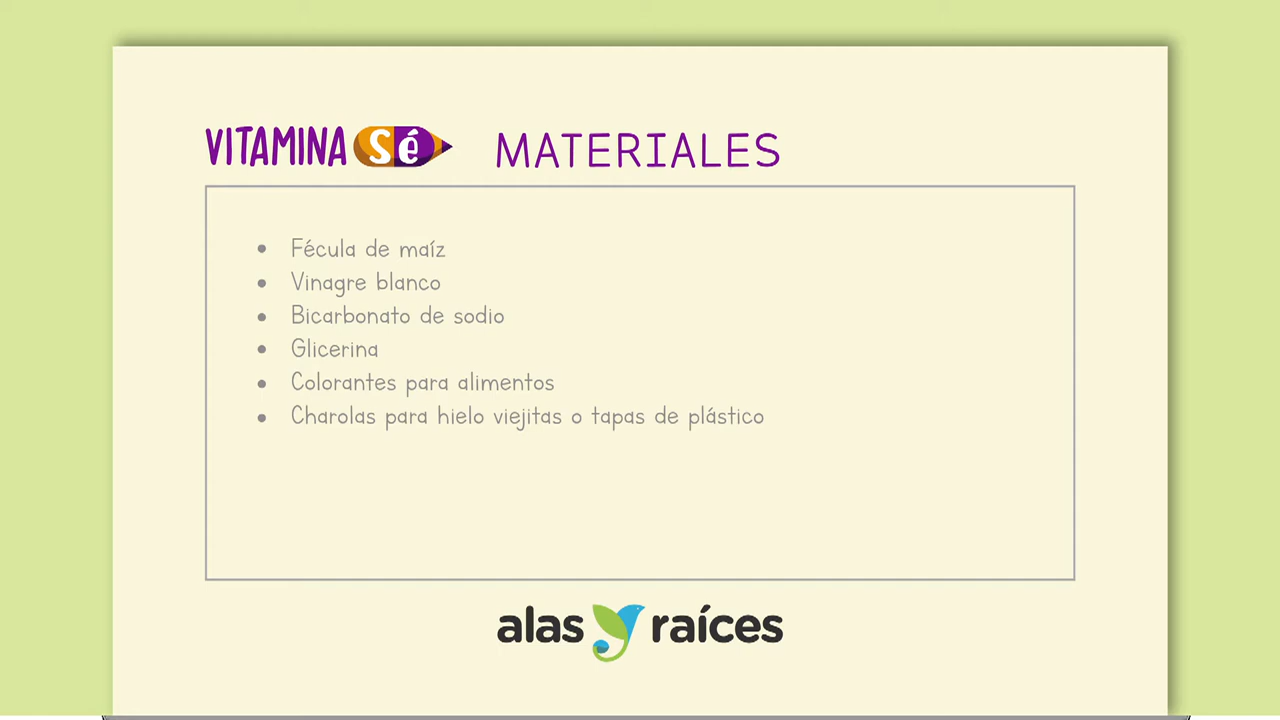 VITAMINA Sé MATERIALES
• Fécula de maíz
• Vinagre blanco
• Bicarbonato de sodio
• Glicerina
• Colorantes para alimentos
• Charolas para hielo viejitas o tapas de plástico
alas y raíces